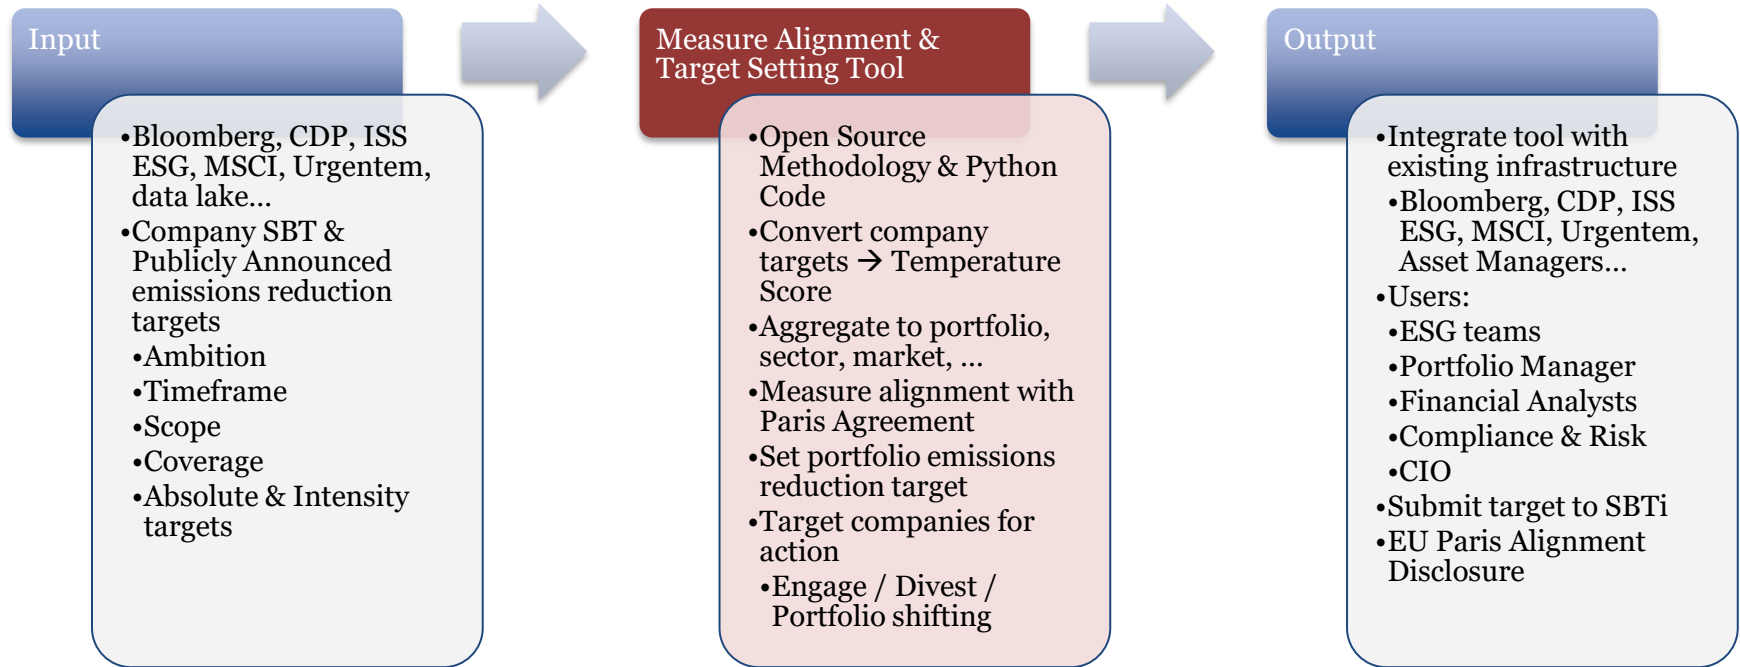 Input
•Bloomberg, CDP, ISS
ESG, MSCI, Urgentem,
data lake…
•Company SBT &
Publicly Announced
emissions reduction
targets
•Ambition
•Timeframe
•Scope
•Coverage
•Absolute & Intensity
targets
Measure Alignment &
Target Setting Tool
•Open Source
Methodology & Python
Code
•Convert company
targets → Temperature
Score
•Aggregate to portfolio,
sector, market, …
•Measure alignment with
Paris Agreement
•Set portfolio emissions
reduction target
•Target companies for
action
•Engage / Divest /
Portfolio shifting
Output
•Integrate tool with
existing infrastructure
•Bloomberg, CDP, ISS
ESG, MSCI, Urgentem,
Asset Managers…
•Users:
•ESG teams
•Portfolio Manager
•Financial Analysts
•Compliance & Risk
•CIO
•Submit target to SBTi
•EU Paris Alignment
Disclosure